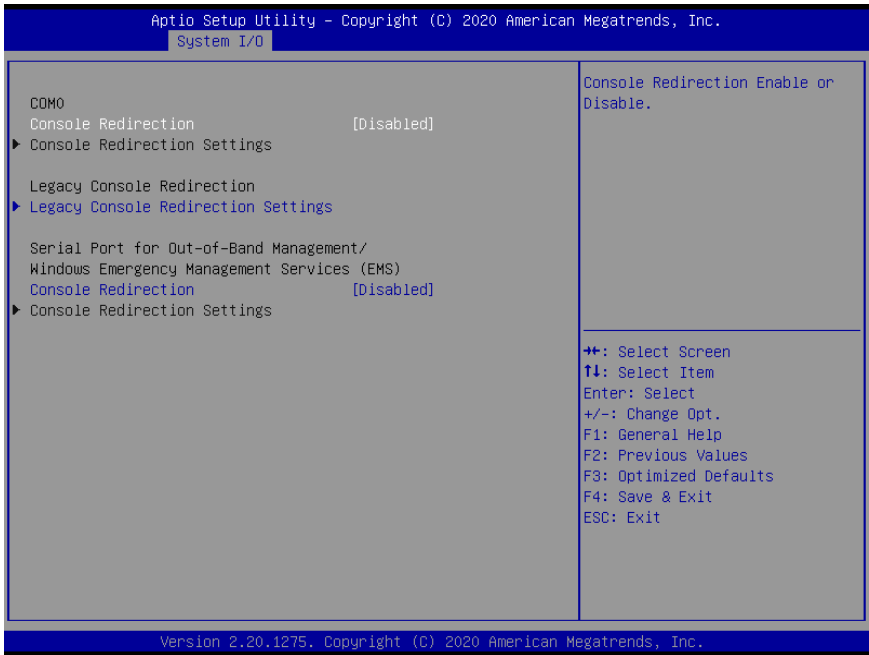 Aptio Setup Utility – Copyright (C) 2020 American Megatrends, Inc.
System I/O
COM0
Console Redirection [Disabled]
Console Redirection Settings
Legacy Console Redirection
Legacy Console Redirection Settings
Serial Port for Out-of-Band Management/
Windows Emergency Management Services (EMS)
Console Redirection [Disabled]
Console Redirection Settings
Console Redirection Enable or
Disable.
→←: Select Screen
↑↓: Select Item
Enter: Select
+/-: Change Opt.
F1: General Help
F2: Previous Values
F3: Optimized Defaults
F4: Save & Exit
ESC: Exit
Version 2.20.1275. Copyright (C) 2020 American Megatrends, Inc.